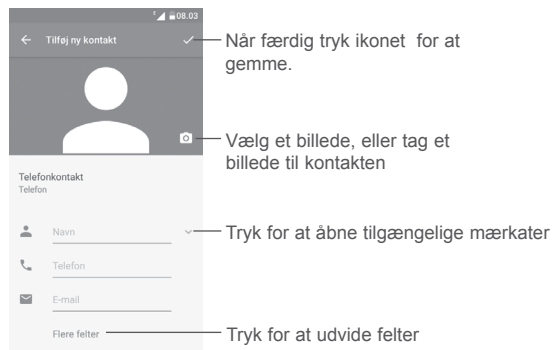 08.03
Tilføj ny kontakt
Når færdig tryk ikonet for at
gemme.
Vælg et billede, eller tag et
billede til kontakten
Telefonkontakt
Telefon
Navn
Tryk for at åbne tilgængelige mærkater
Telefon
E-mail
Flere felter
Tryk for at udvide felter